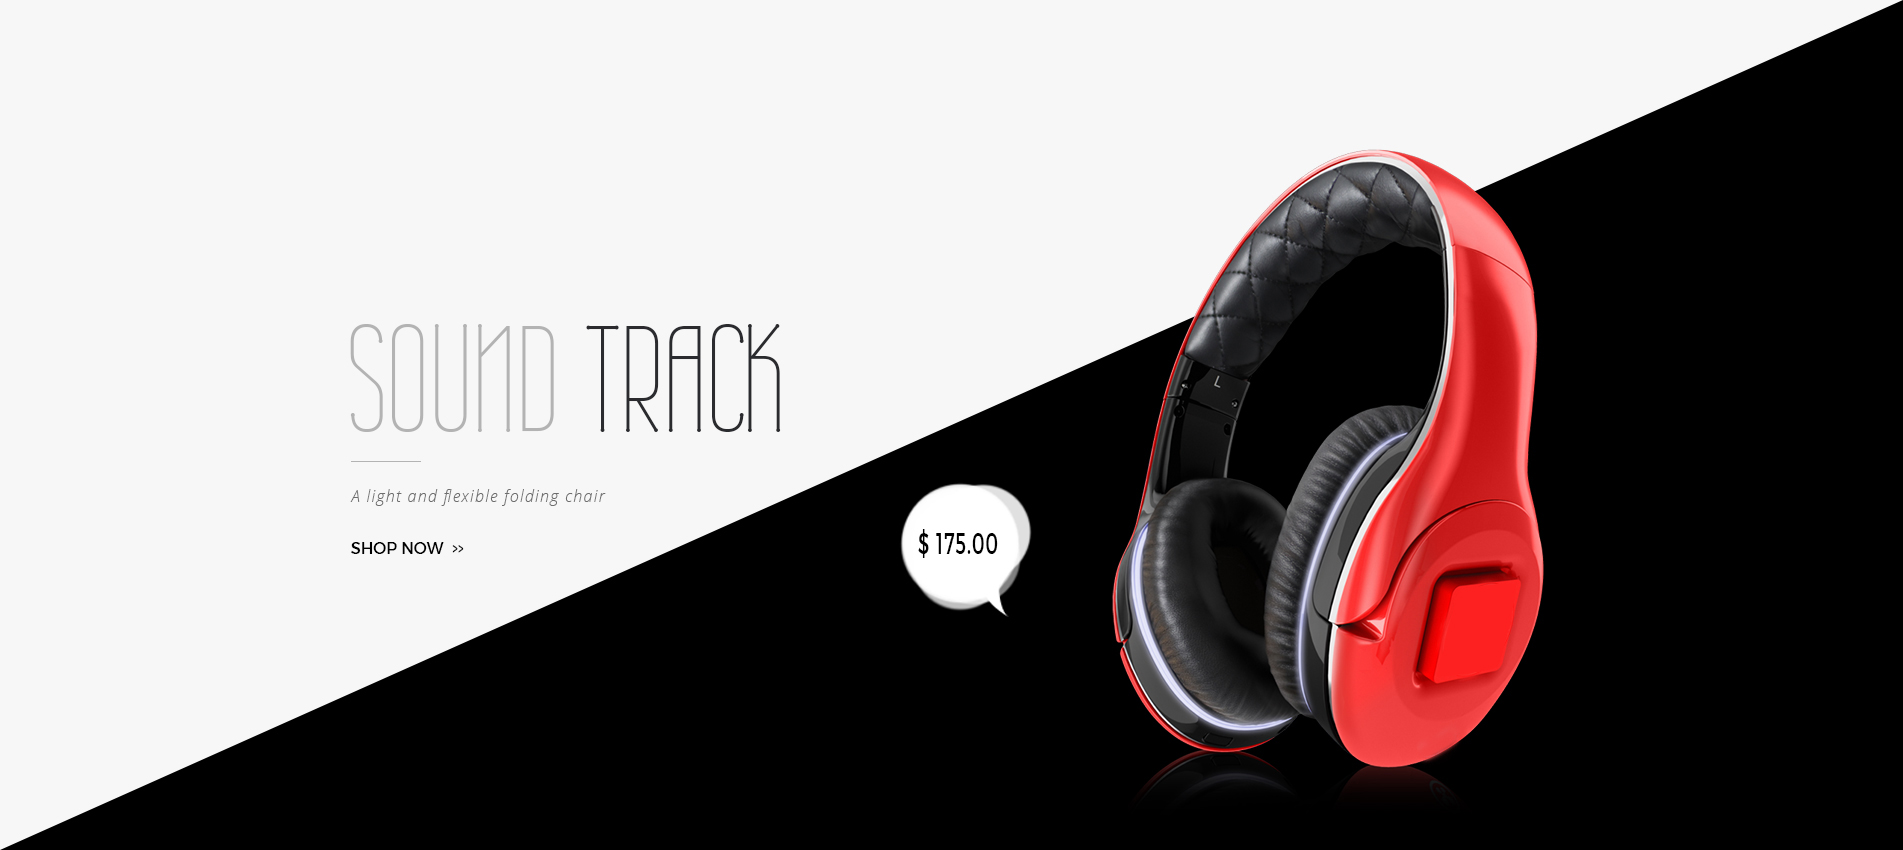 SOUND TRACK
A light and flexible folding chair
SHOP NOW >>
$ 175.00
L